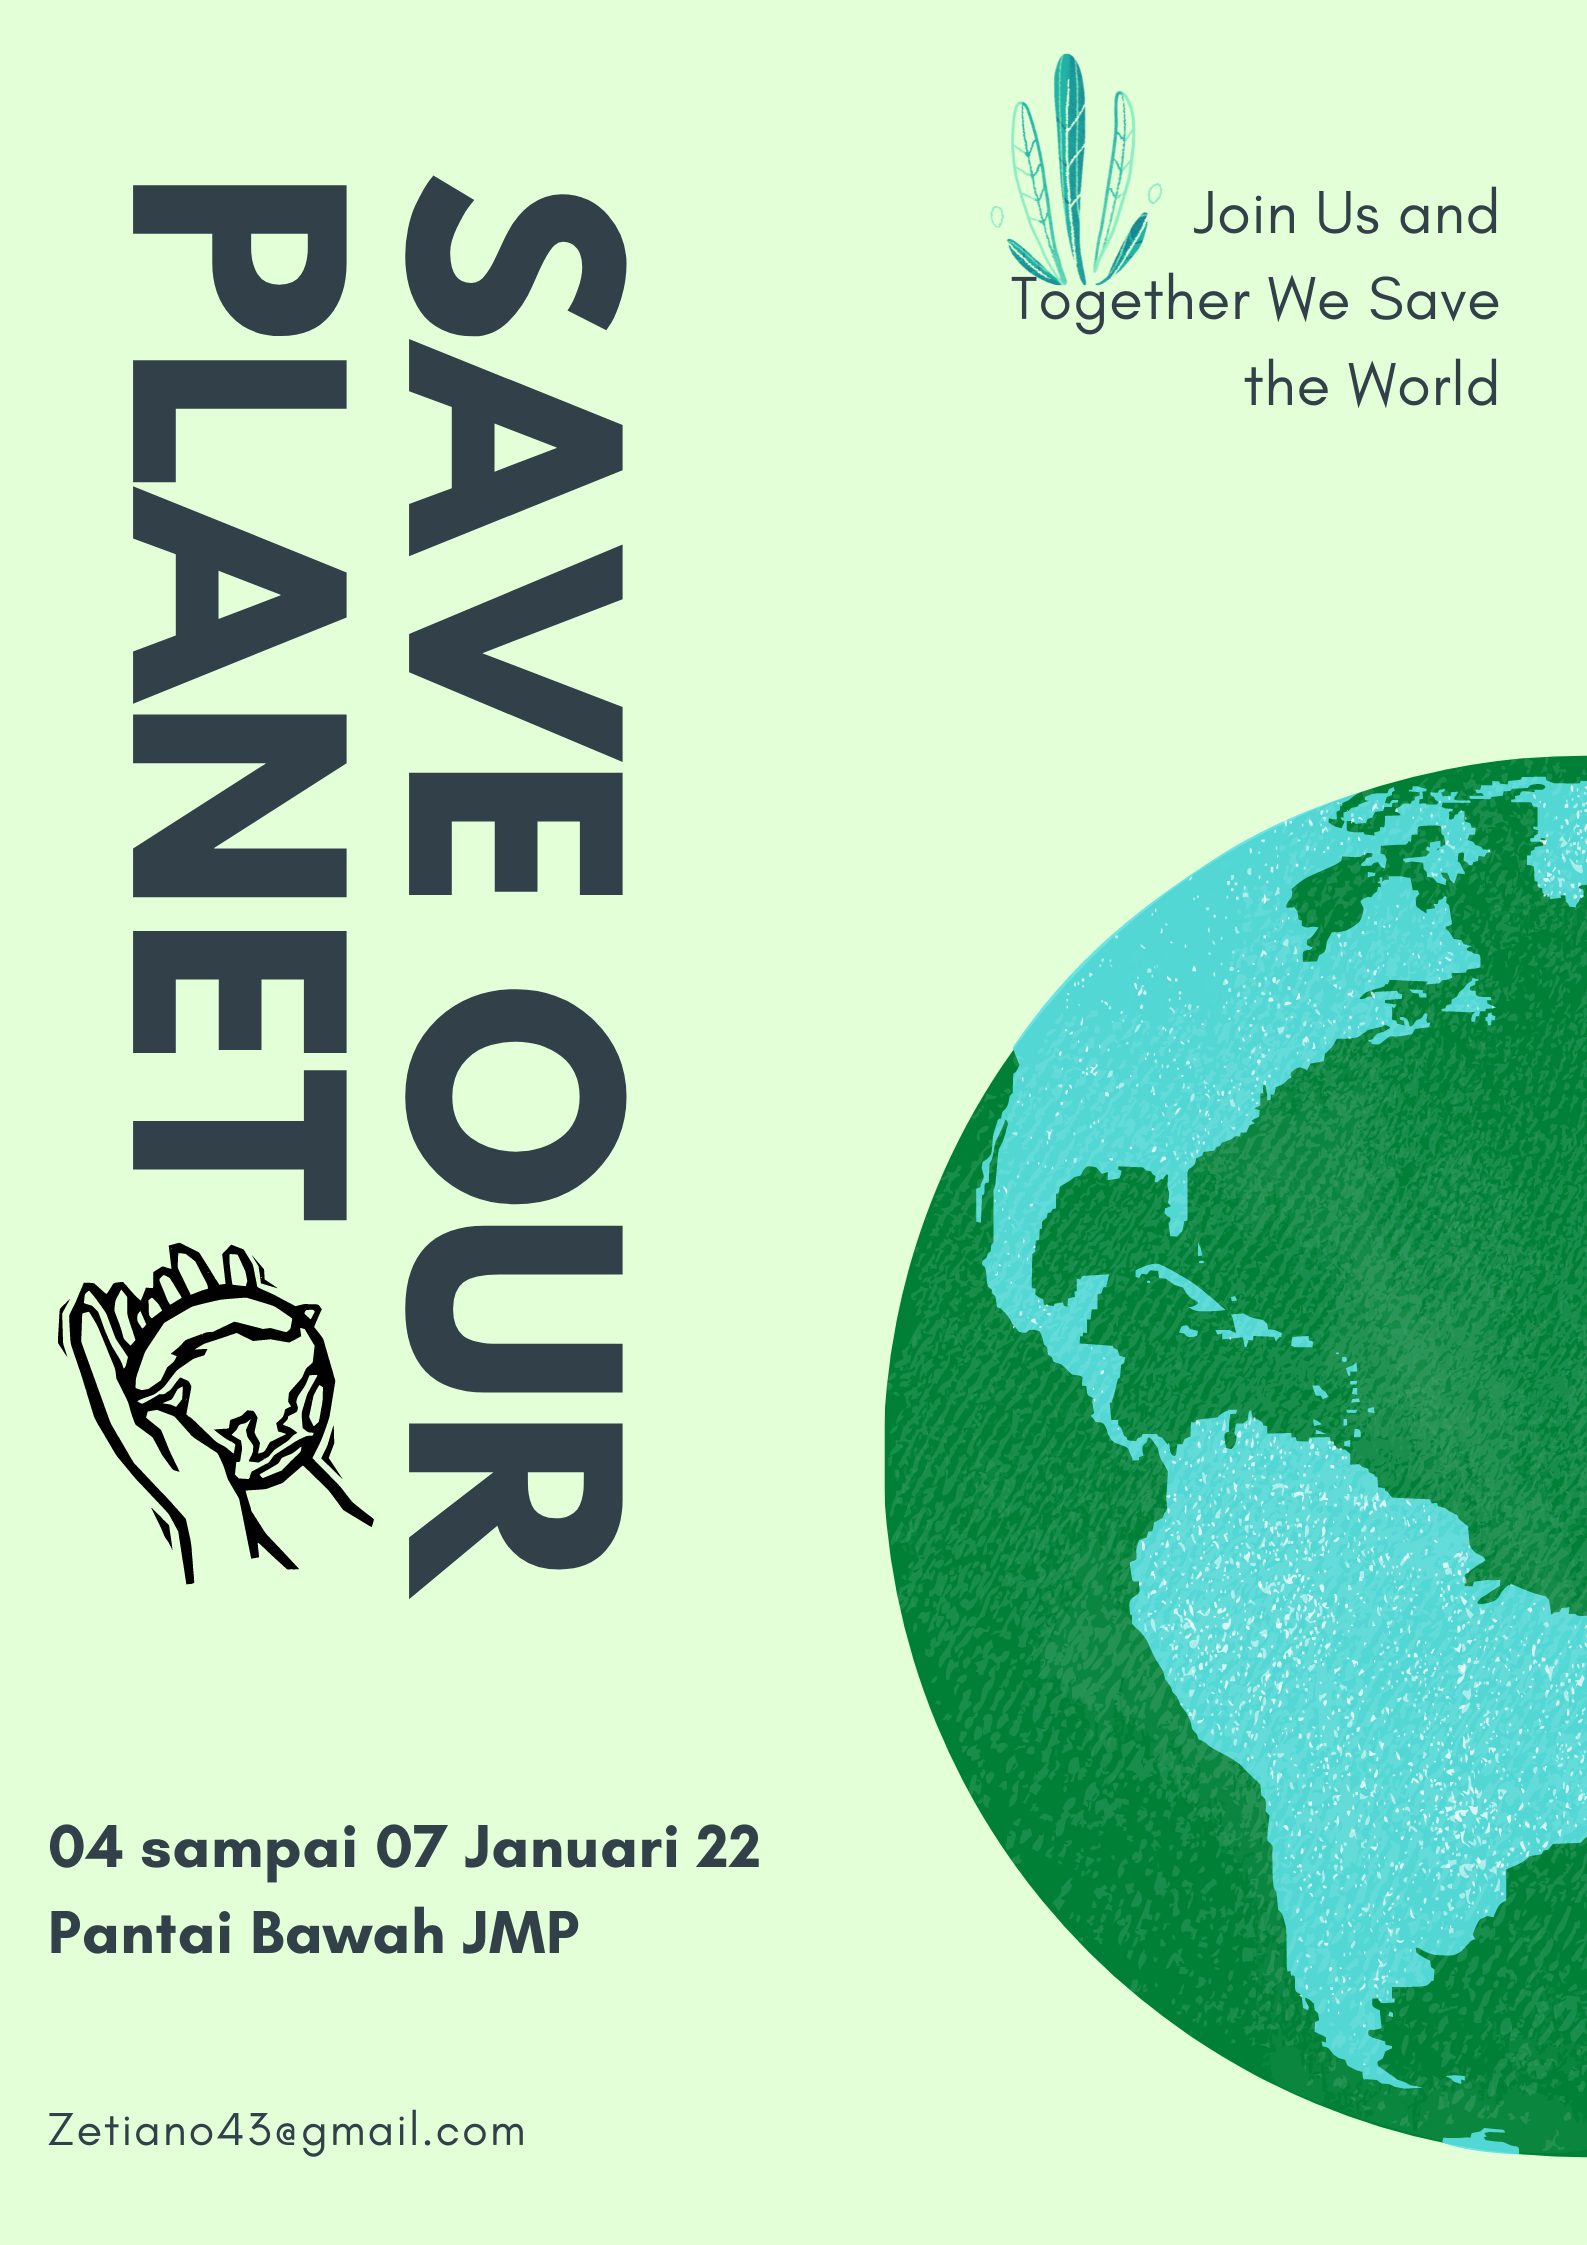 SAVE OUR
PLANET
Join Us and
Together We Save
the World
04 sampai 07 Januari 22
Pantai Bawah JMP
Zetiano43@gmail.com